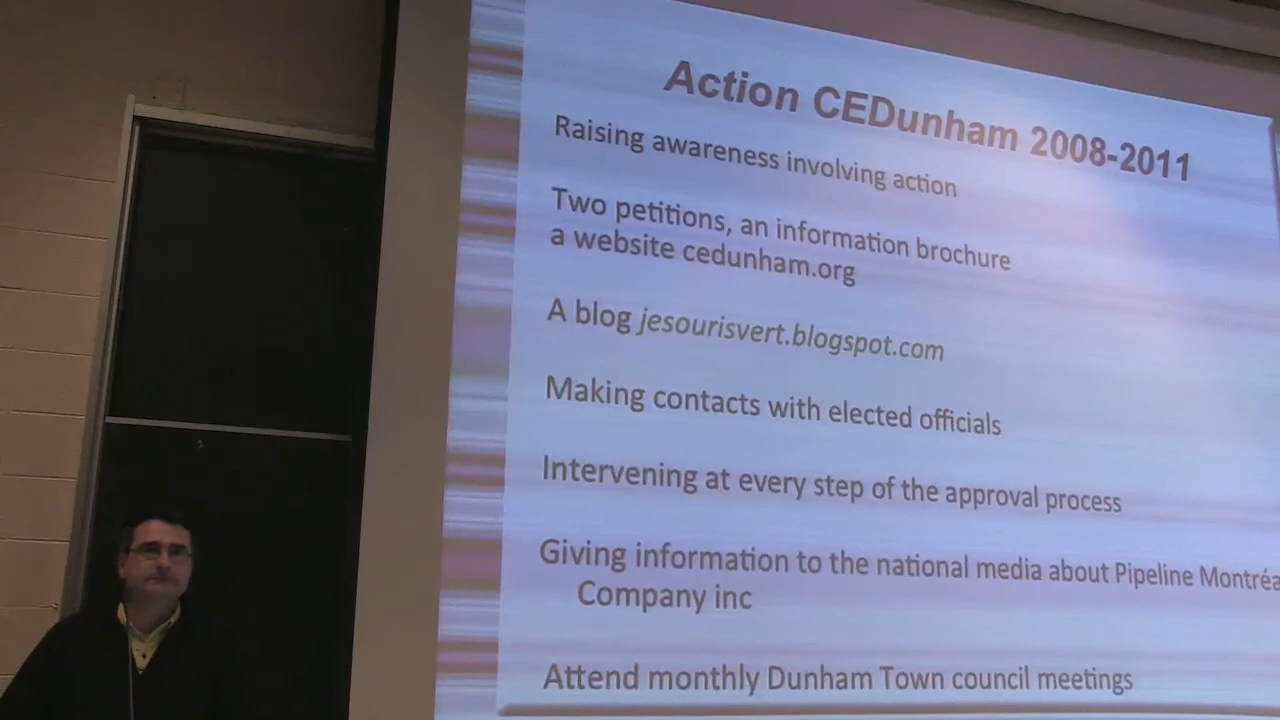 Action CEDunham 2008-2011
Raising awareness involving action
Two petitions, an information brochure
a website cedunham.org
A blog jesourisvert.blogspot.com
Making contacts with elected officials
Intervening at every step of the approval process
Giving information to the national media about Pipeline Montréa
Company inc
Attend monthly Dunham Town council meetings